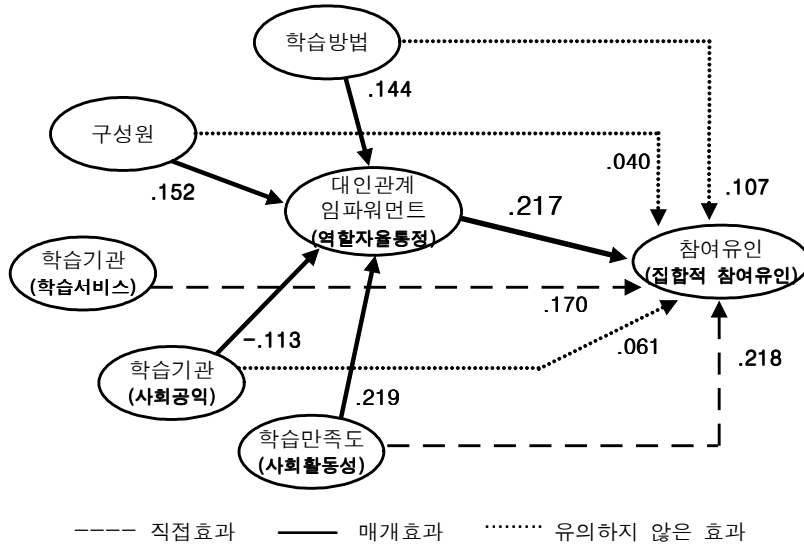 학습방법
.144
구성원
.040
.152
대인관계
임파워먼트
(역할자율통정)
.217
.107
학습기관
(학습서비스)
참여유인
(집합적 참여유인)
.170
-.113
.061
.218
학습기관
(사회공익)
.219
학습만족도
(사회활동성)
직접효과 매개효과 유의하지 않은 효과